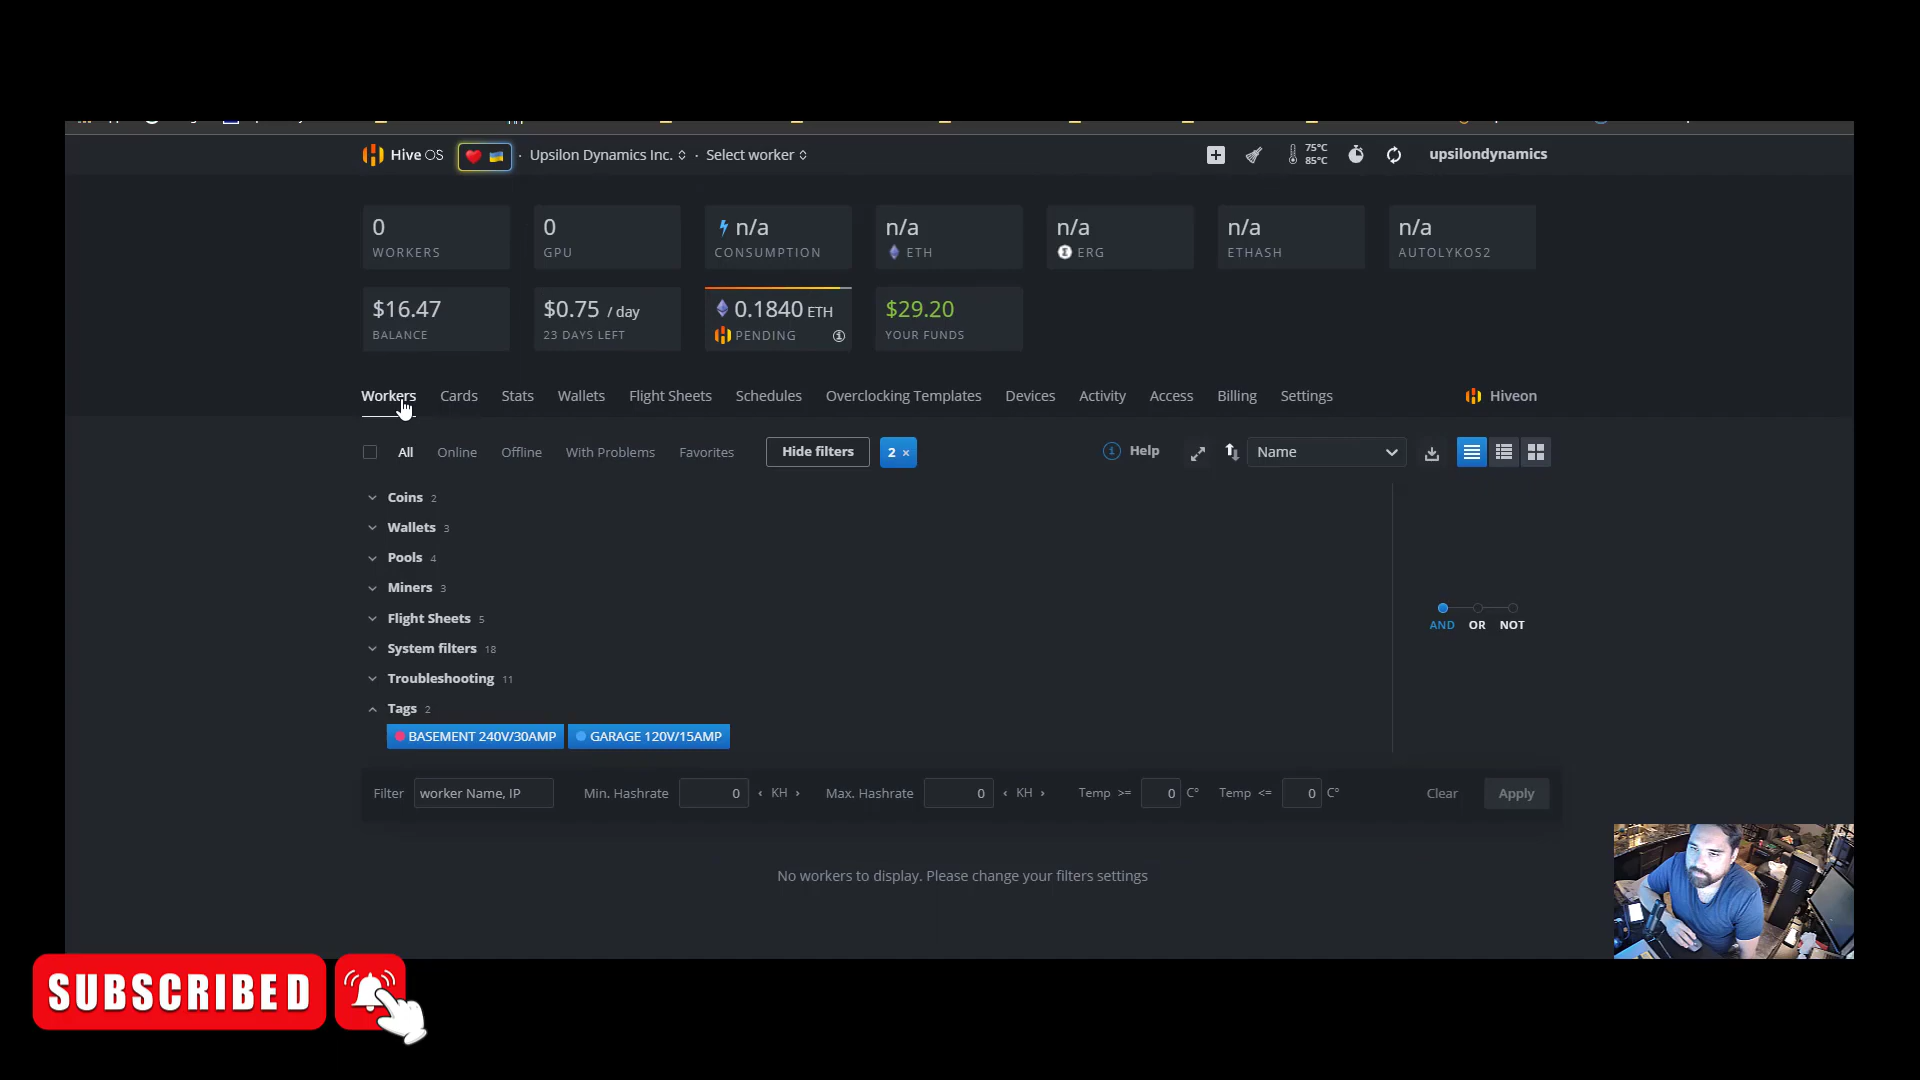 Hive OS · Upsilon Dynamics Inc. · Select worker 75°C 85°C upsilondynamics
0 0 n/a n/a n/a n/a n/a
WORKERS GPU CONSUMPTION ETH ERG ETHASH AUTOLYKOS2
$16.47 $0.75 / day 0.1840 ETH $29.20
BALANCE 23 DAYS LEFT PENDING YOUR FUNDS
Workers Cards Stats Wallets Flight Sheets Schedules Overclocking Templates Devices Activity Access Billing Settings Hiveon
All Online Offline With Problems Favorites Hide filters 2 × Help Name
Coins 2
Wallets 3
Pools 4
Miners 3
Flight Sheets 5
AND OR NOT
System filters 18
Troubleshooting 11
Tags 2
BASEMENT 240V/30AMP GARAGE 120V/15AMP
Filter worker Name, IP Min. Hashrate 0 ‹ KH › Max. Hashrate 0 ‹ KH › Temp >= 0 C° Temp <= 0 C° Clear Apply
No workers to display. Please change your filters settings
SUBSCRIBED